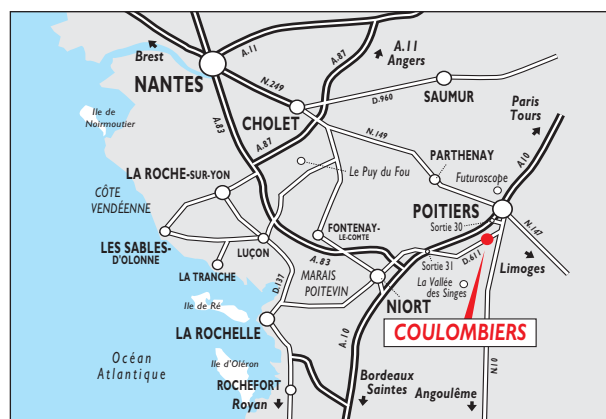 Brest
A.11
A.87
A.11
Angers
NANTES
N.249
D.960
SAUMUR
Paris
Tours
Ile de
Noirmoutier
A.83
CHOLET
A.87
N.149
A.10
Le Puy du Fou
PARTHENAY
Futuroscope
LA ROCHE-SUR-YON
CÔTE
VENDÉENNE
POITIERS
Sortie 30
N.147
LES SABLES-
D'OLONNE
LUÇON
FONTENAY-
LE-COMTE
A.83
Sortie 31
D.611
Limoges
LA TRANCHE
D.137
MARAIS
POITEVIN
NIORT
La Vallée
des Singes
Ile de Ré
LA ROCHELLE
A.10
COULOMBIERS
Océan
Atlantique
Ile d'Oléron
ROCHEFORT
Royan
Bordeaux
Saintes
N.10
Angoulême